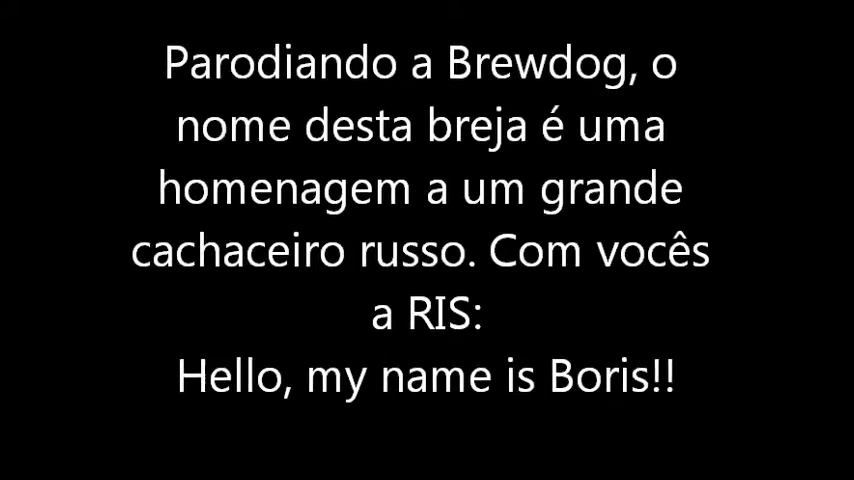 Parodiando a Brewdog, o
nome desta breja é uma
homenagem a um grande
cachaceiro russo. Com vocês
a RIS:
Hello, my name is Boris!!